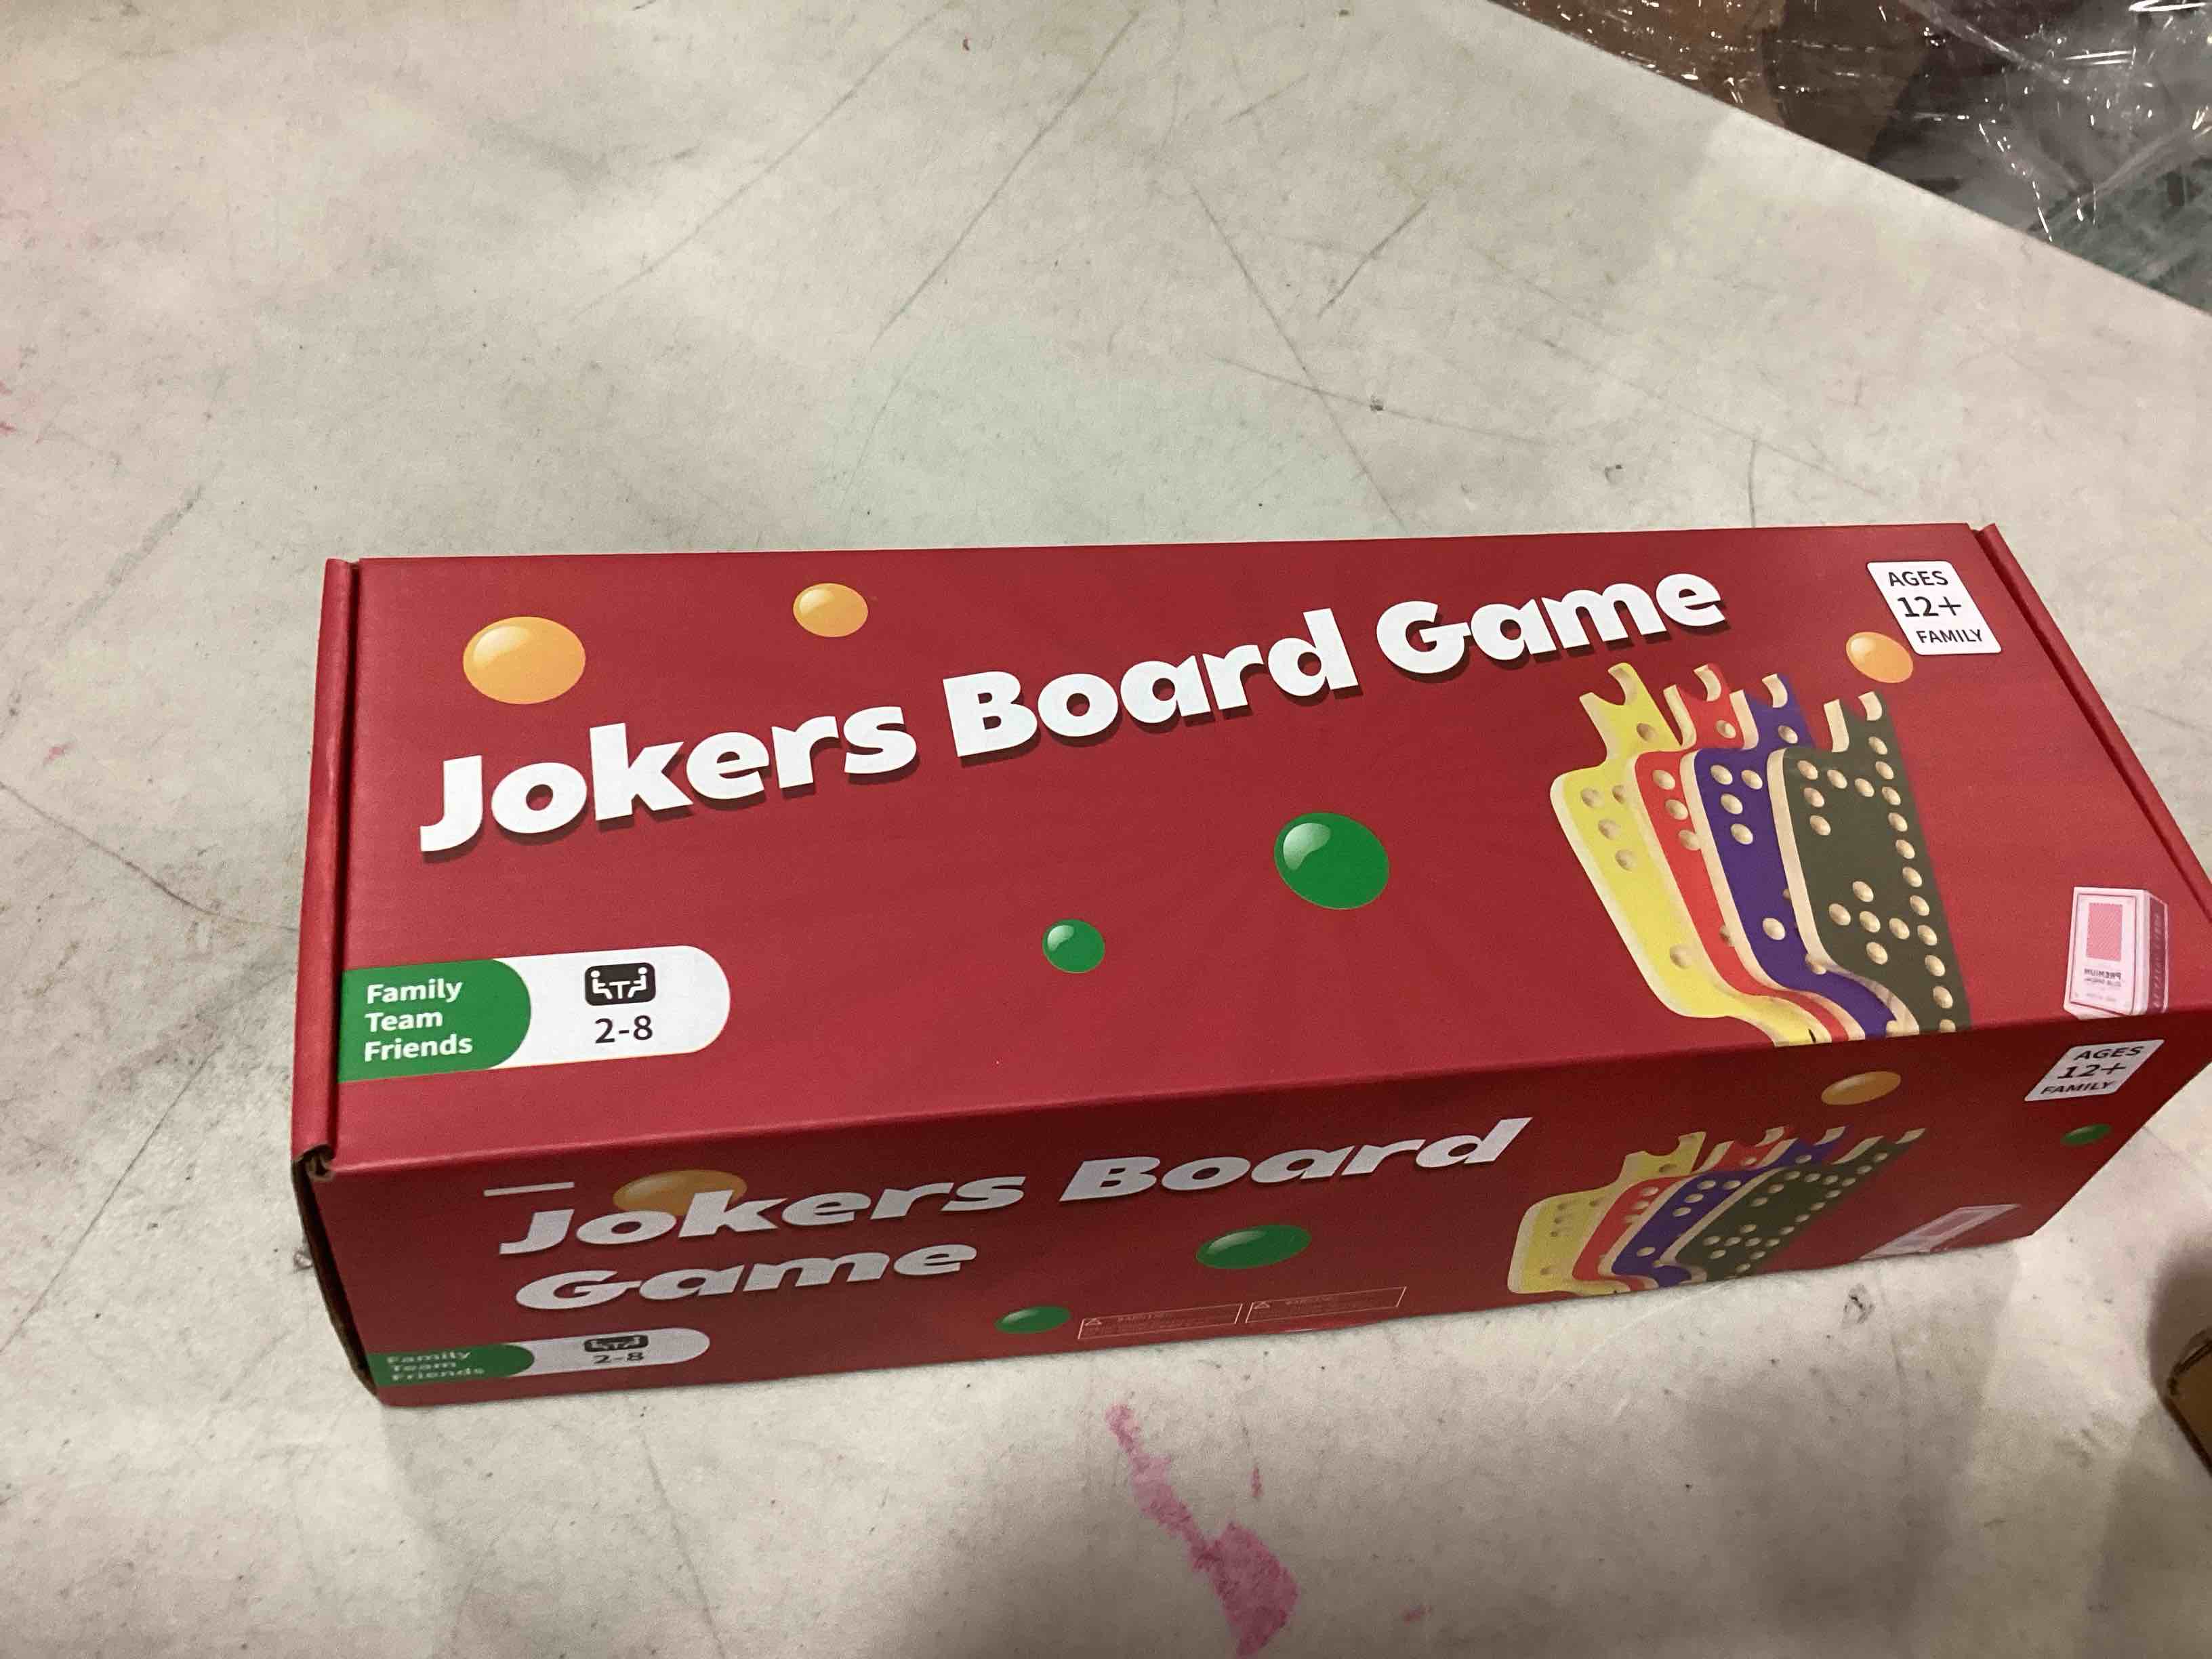 AGES
12+
FAMILY
Jokers Board Game
Family
Team
Friends
2-8
PREMIUM
AGES
12+
FAMILY
Jokers Board
Game
Family
Team
Friends
2-8